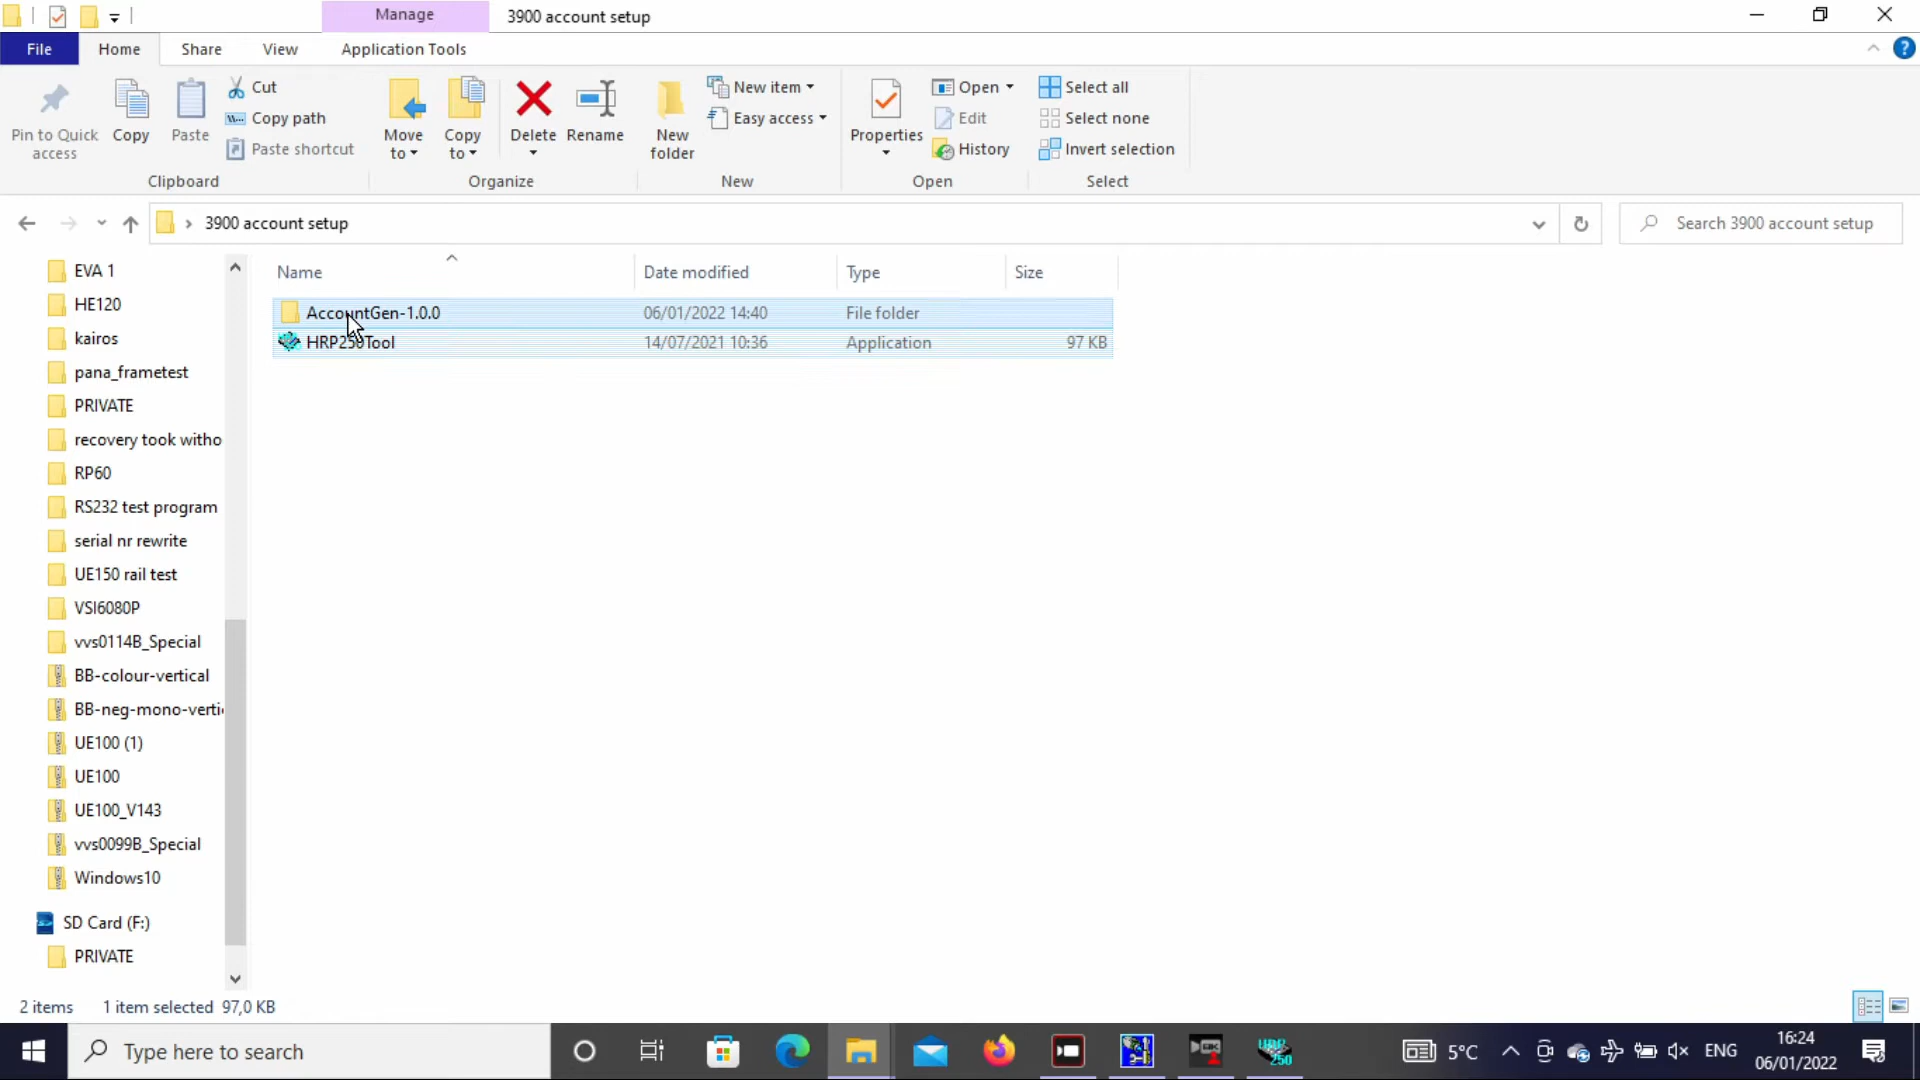 Manage
3900 account setup
File
Home
Share
View
Application Tools
Pin to Quick
access
Copy
Paste
Cut
Copy path
Paste shortcut
Clipboard
Move
to
Copy
to
Delete
Rename
Organize
New
folder
New item
Easy access
New
Properties
Open
Edit
History
Open
Select all
Select none
Invert selection
Select
3900 account setup
Search 3900 account setup
EVA 1
HE120
kairos
pana_frametest
PRIVATE
recovery took witho
RP60
RS232 test program
serial nr rewrite
UE150 rail test
VSI6080P
vvs0114B_Special
BB-colour-vertical
BB-neg-mono-verti
UE100 (1)
UE100
UE100_V143
vvs0099B_Special
Windows10
SD Card (F:)
PRIVATE
Name Date modified Type Size
AccountGen-1.0.0 06/01/2022 14:40 File folder
HRP250Tool 14/07/2021 10:36 Application 97 KB
2 items 1 item selected 97,0 KB
Type here to search
5°C
ENG
16:24
06/01/2022